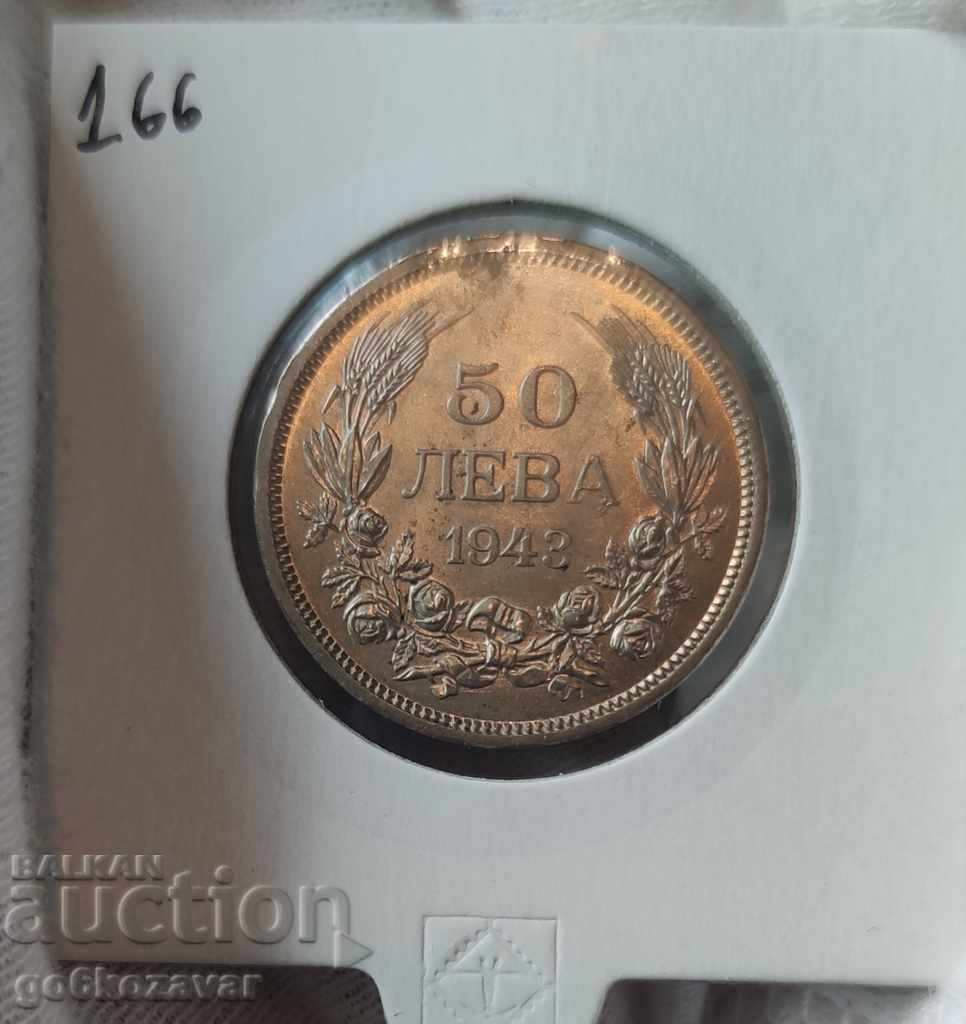 166
50
ЛЕВА
1943
BALKAN
auction
go6kozavar